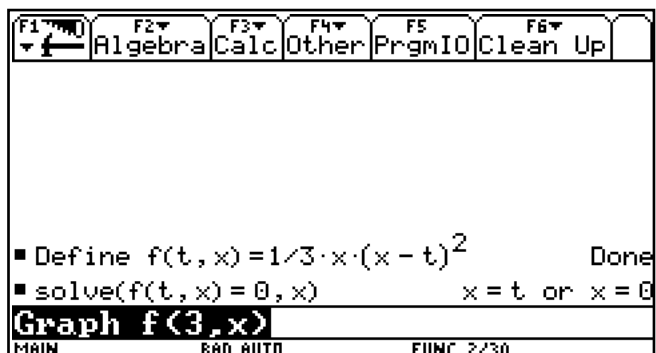 F1 F2 F3 F4 F5 F6
Algebra Calc Other PrgmIO Clean Up
Define f(t,x)=1/3·x·(x−t)² Done
solve(f(t,x)=0,x) x=t or x=0
Graph f(3,x)
MAIN RAD AUTO FUNC 2/30